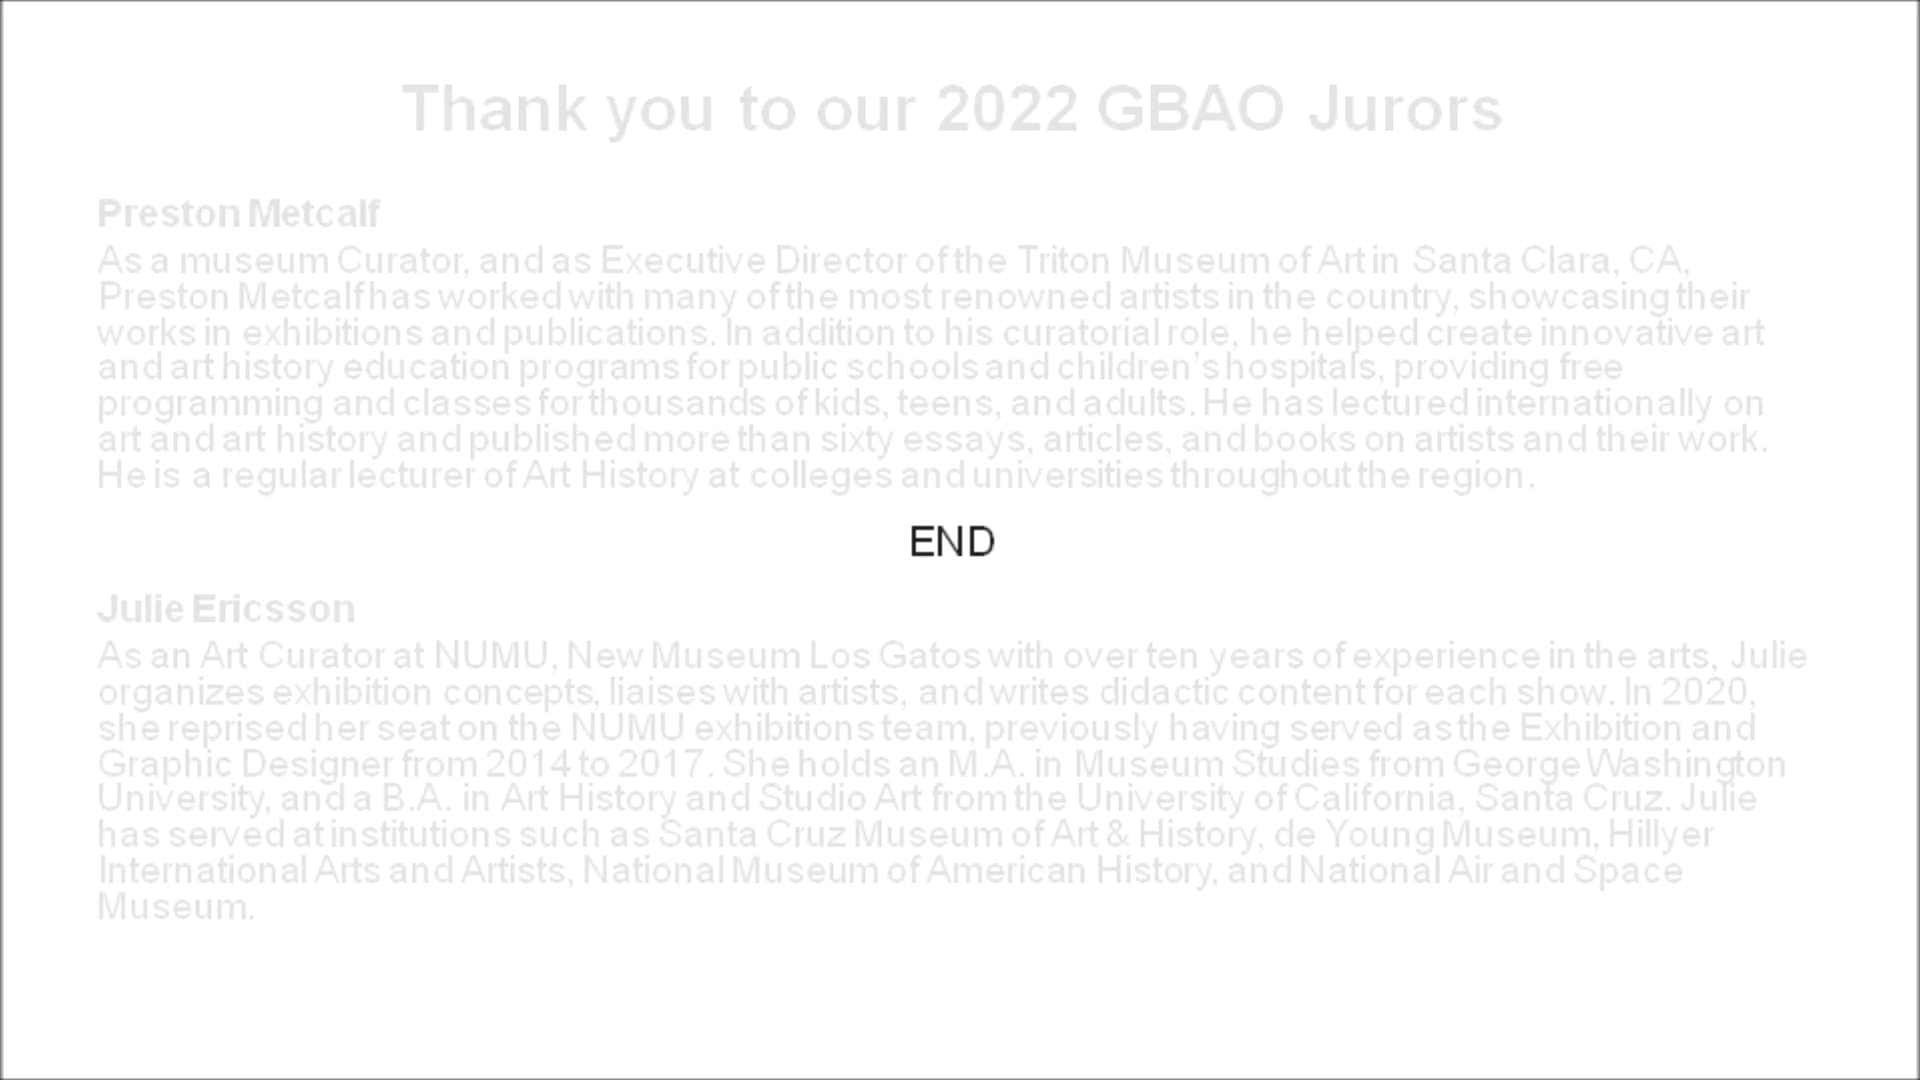 Thank you to our 2022 GBAO Jurors
Preston Metcalf
As a museum Curator, and as Executive Director of the Triton Museum of Art in Santa Clara, CA,
Preston Metcalf has worked with many of the most renowned artists in the country, showcasing their
works in exhibitions and publications. In addition to his curatorial role, he helped create innovative art
and art history education programs for public schools and children’s hospitals, providing free
programming and classes for thousands of kids, teens, and adults. He has lectured internationally on
art and art history and published more than sixty essays, articles, and books on artists and their work.
He is a regular lecturer of Art History at colleges and universities throughout the region.
END
Julie Ericsson
As an Art Curator at NUMU, New Museum Los Gatos with over ten years of experience in the arts, Julie
organizes exhibition concepts, liaises with artists, and writes didactic content for each show. In 2020,
she reprised her seat on the NUMU exhibitions team, previously having served as the Exhibition and
Graphic Designer from 2014 to 2017. She holds an M.A. in Museum Studies from George Washington
University, and a B.A. in Art History and Studio Art from the University of California, Santa Cruz. Julie
has served at institutions such as Santa Cruz Museum of Art & History, de Young Museum, Hillyer
International Arts and Artists, National Museum of American History, and National Air and Space
Museum.